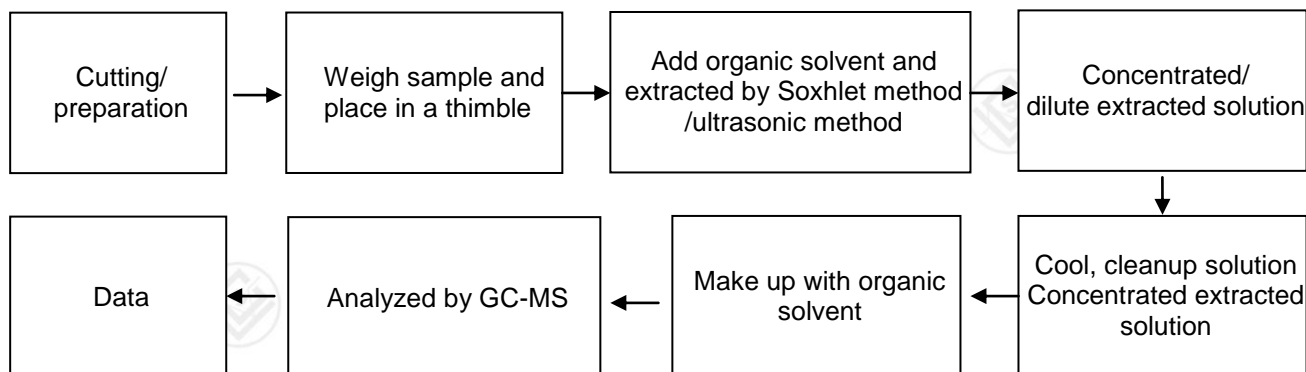 Cutting/
preparation
Weigh sample and
place in a thimble
Add organic solvent and
extracted by Soxhlet method
/ultrasonic method
Concentrated/
dilute extracted solution
Cool, cleanup solution
Concentrated extracted
solution
Make up with organic
solvent
Analyzed by GC-MS
Data